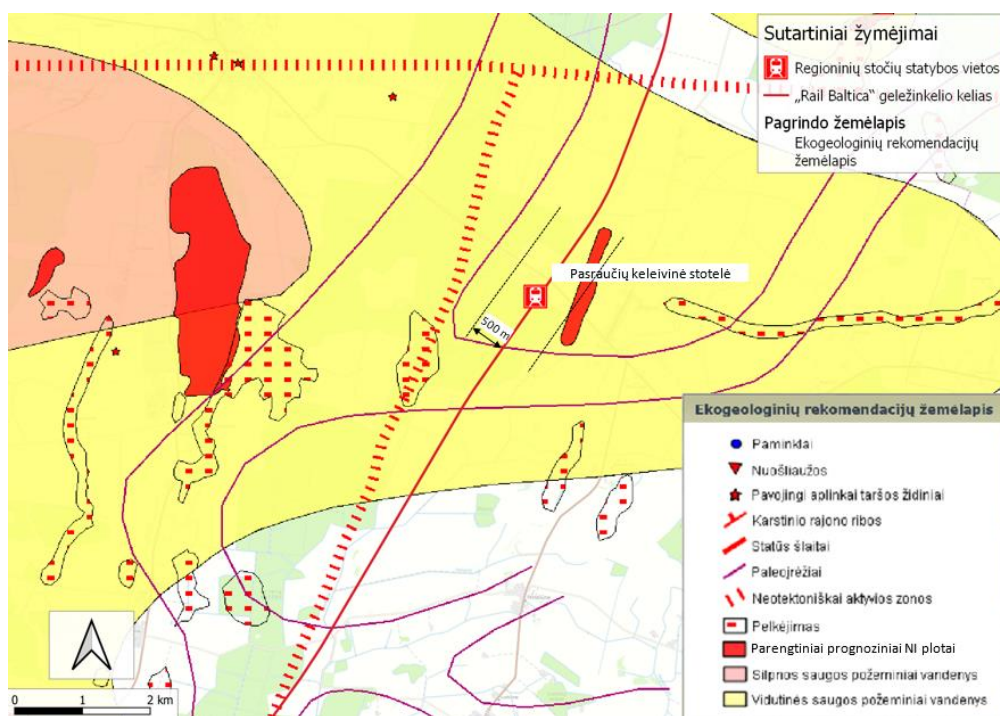 Sutartiniai žymėjimai
Regioninių stočių statybos vietos
„Rail Baltica“ geležinkelio kelias
Pagrindo žemėlapis
Ekogeologinių rekomendacijų
žemėlapis
Pasraučių keleivinė stotelė
500 m
Ekogeologinių rekomendacijų žemėlapis
Paminklai
Nuošliaužos
Pavojingi aplinkai taršos židiniai
Karstinio rajono ribos
Statūs šlaitai
Paleojrėžiai
Neotektoniškai aktyvios zonos
Pelkėjimas
Parengtiniai prognoziniai NI plotai
Silpnos saugos požeminiai vandenys
Vidutinės saugos požeminiai vandenys
0 1 2 km